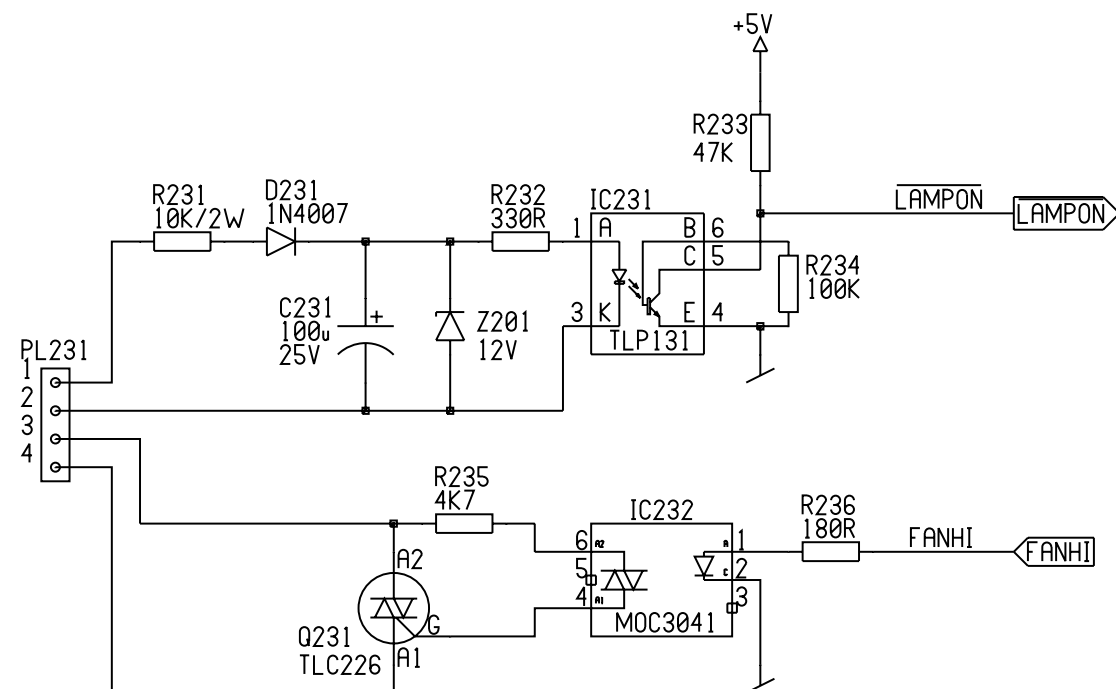 +5V
R233
47K
LAMPON
LAMPON
R231
10K/2W
D231
1N4007
R232
330R
IC231
1
A
B
6
C
5
3
K
E
4
TLP131
R234
100K
C231
100u
25V
+
Z201
12V
PL231
1
2
3
4
R235
4K7
IC232
6
A2
5
4
A1
A
1
C
2
3
MOC3041
R236
180R
FANHI
FANHI
A2
G
A1
Q231
TLC226